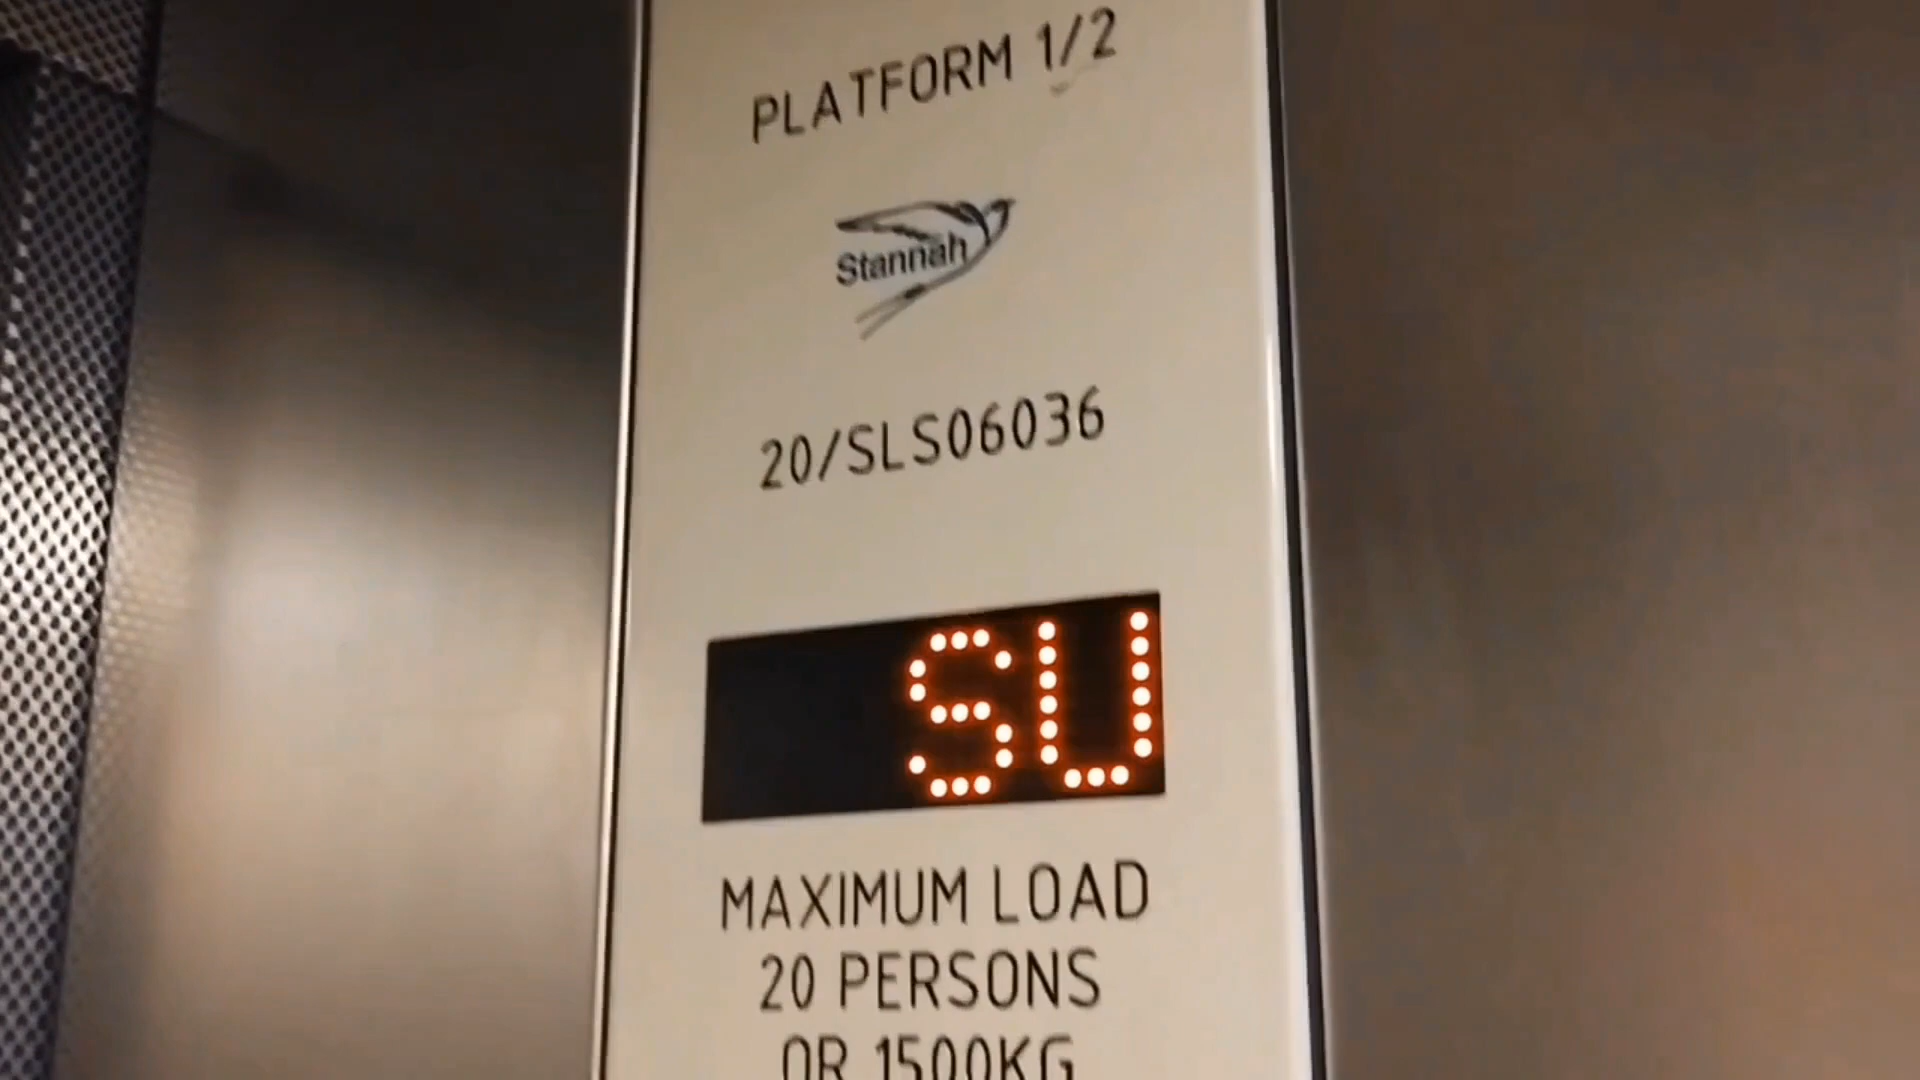 PLATFORM 1/2
Stannah
20/SLS06036
SU
MAXIMUM LOAD
20 PERSONS
OR 1500KG